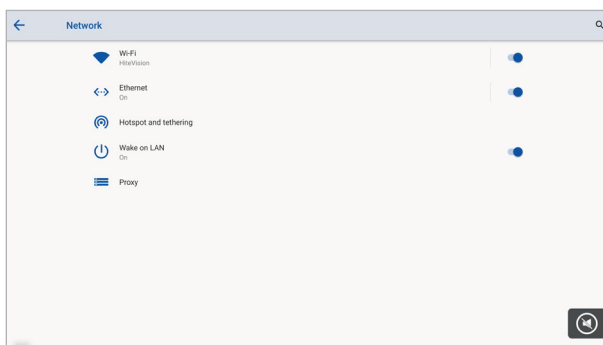 Network
Wi-Fi
HiteVision
Ethernet
On
Hotspot and tethering
Wake on LAN
On
Proxy